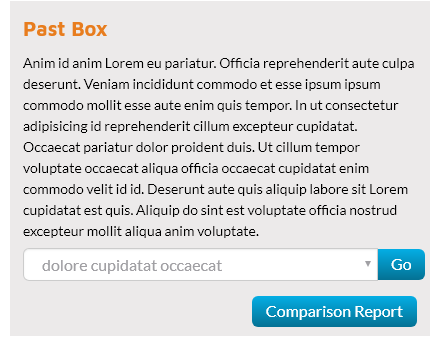 Past Box
Anim id anim Lorem eu pariatur. Officia reprehenderit aute culpa
deserunt. Veniam incididunt commodo et esse ipsum ipsum
commodo mollit esse aute enim quis tempor. In ut consectetur
adipisicing id reprehenderit cillum excepteur cupidatat.
Occaecat pariatur dolor proident duis. Ut cillum tempor
voluptate occaecat aliqua officia occaecat cupidatat enim
commodo velit id id. Deserunt aute quis aliquip labore sit Lorem
cupidatat est quis. Aliquip do sint est voluptate officia nostrud
excepteur mollit aliqua anim voluptate.
dolore cupidatat occaecat Go
Comparison Report